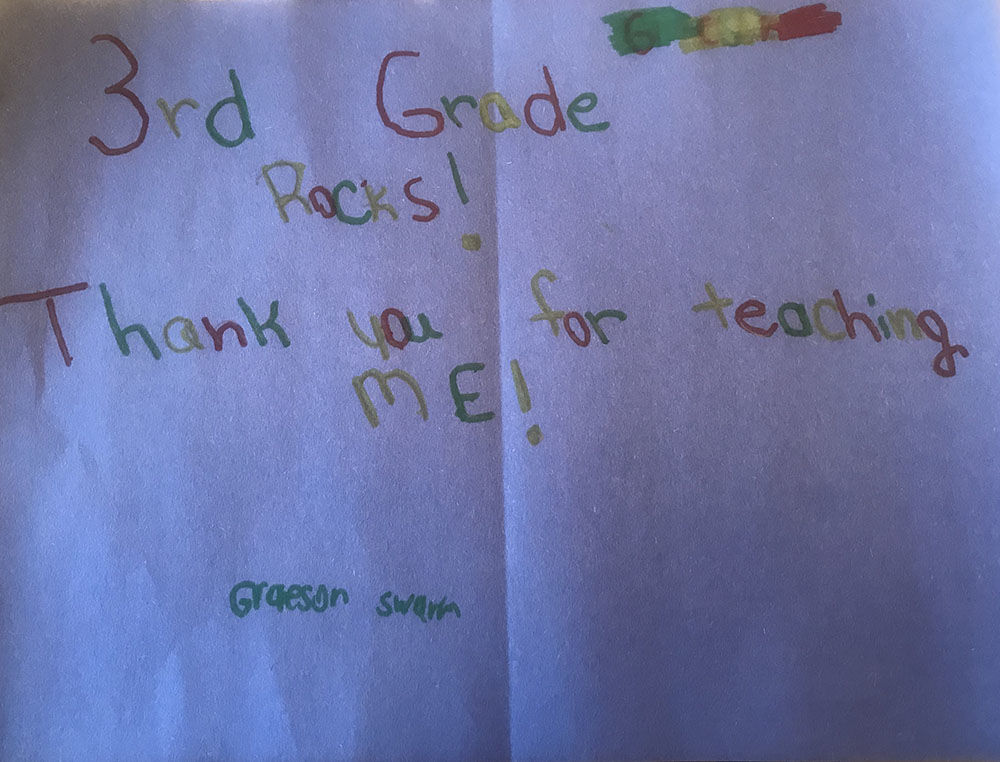 3rd Grade
Rocks!
Thank you for teaching
ME!
Graeson Swarm